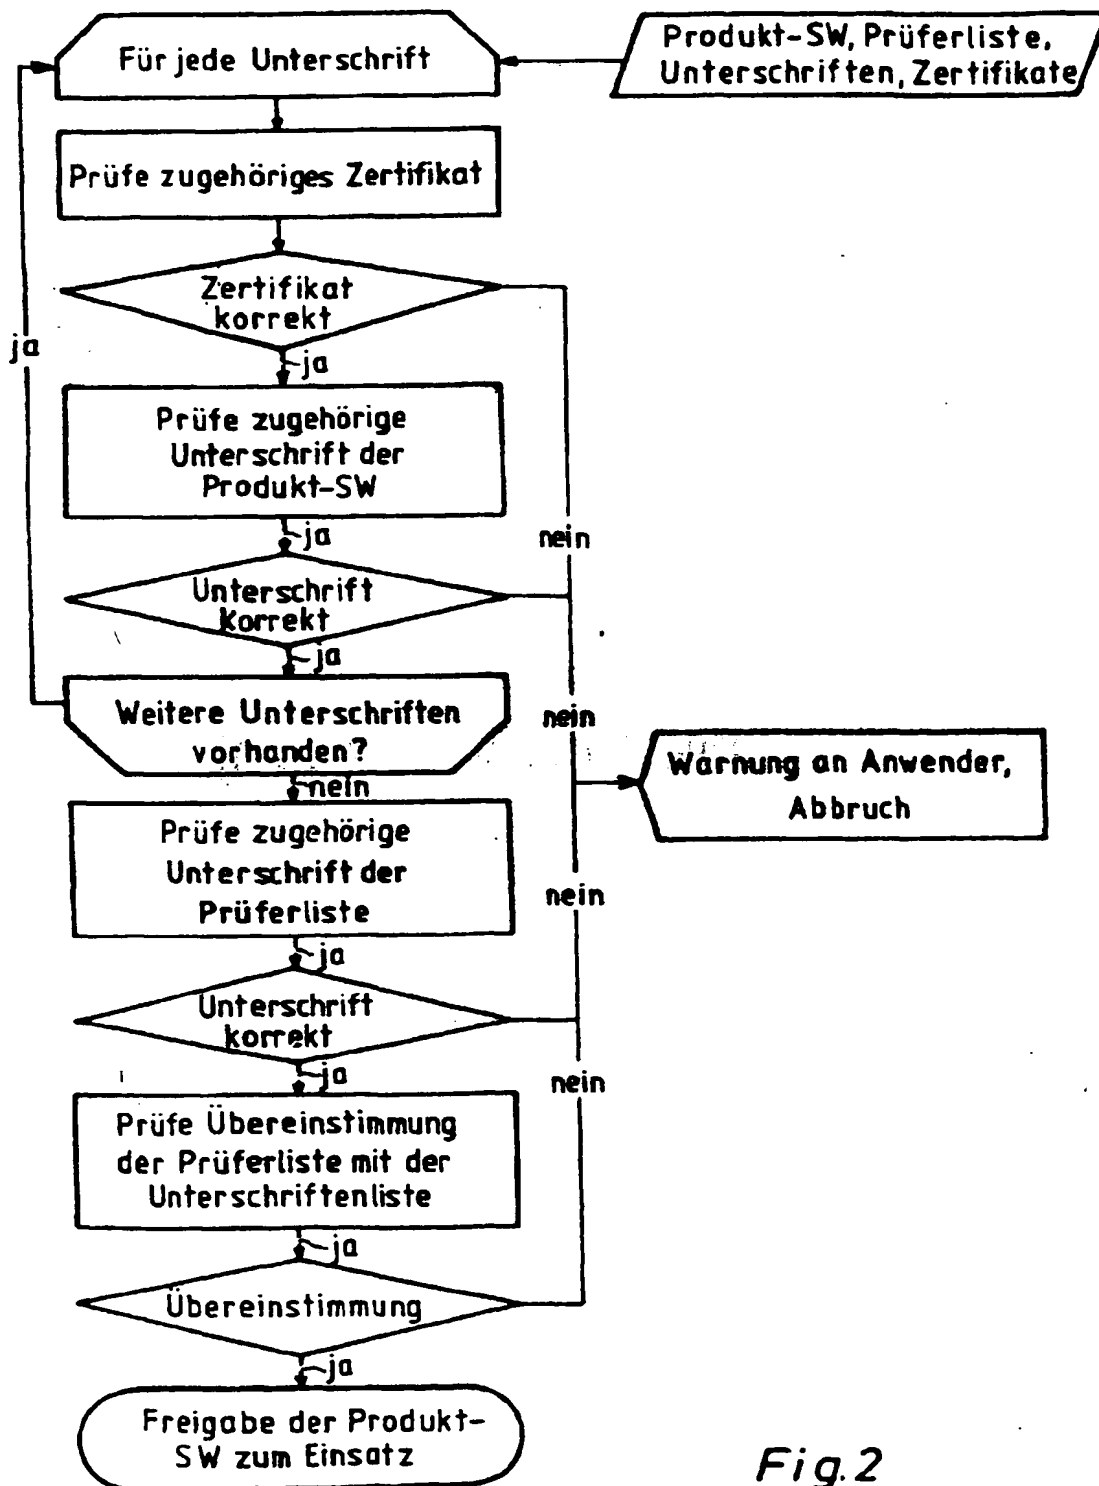 Für jede Unterschrift
Produkt-SW, Prüferliste,
Unterschriften, Zertifikate
Prüfe zugehöriges Zertifikat
Zertifikat
korrekt
ja
ja
Prüfe zugehörige
Unterschrift der
Produkt-SW
ja
nein
Unterschrift
korrekt
ja
Weitere Unterschriften
vorhanden?
nein
nein
Warnung an Anwender,
Abbruch
Prüfe zugehörige
Unterschrift der
Prüferliste
nein
ja
Unterschrift
korrekt
ja
nein
Prüfe Übereinstimmung
der Prüferliste mit der
Unterschriftenliste
ja
Übereinstimmung
ja
Freigabe der Produkt-
SW zum Einsatz
Fig.2